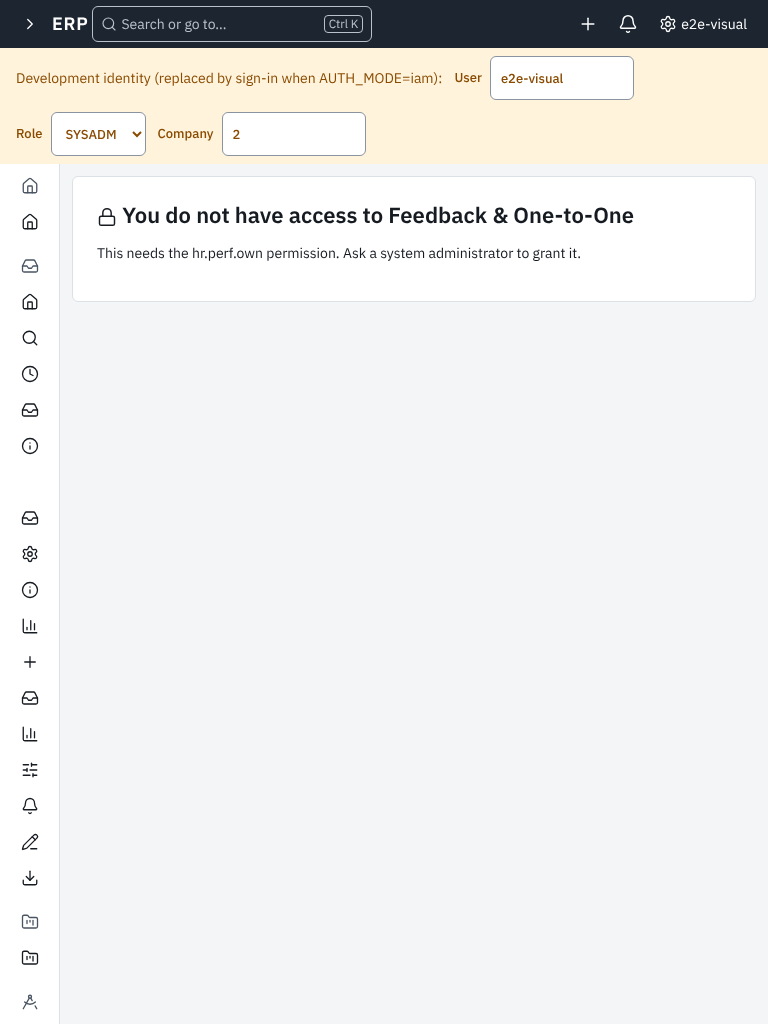 ERP Search or go to... Ctrl K e2e-visual
Development identity (replaced by sign-in when AUTH_MODE=iam): User e2e-visual
Role SYSADM Company 2
You do not have access to Feedback & One-to-One
This needs the hr.perf.own permission. Ask a system administrator to grant it.